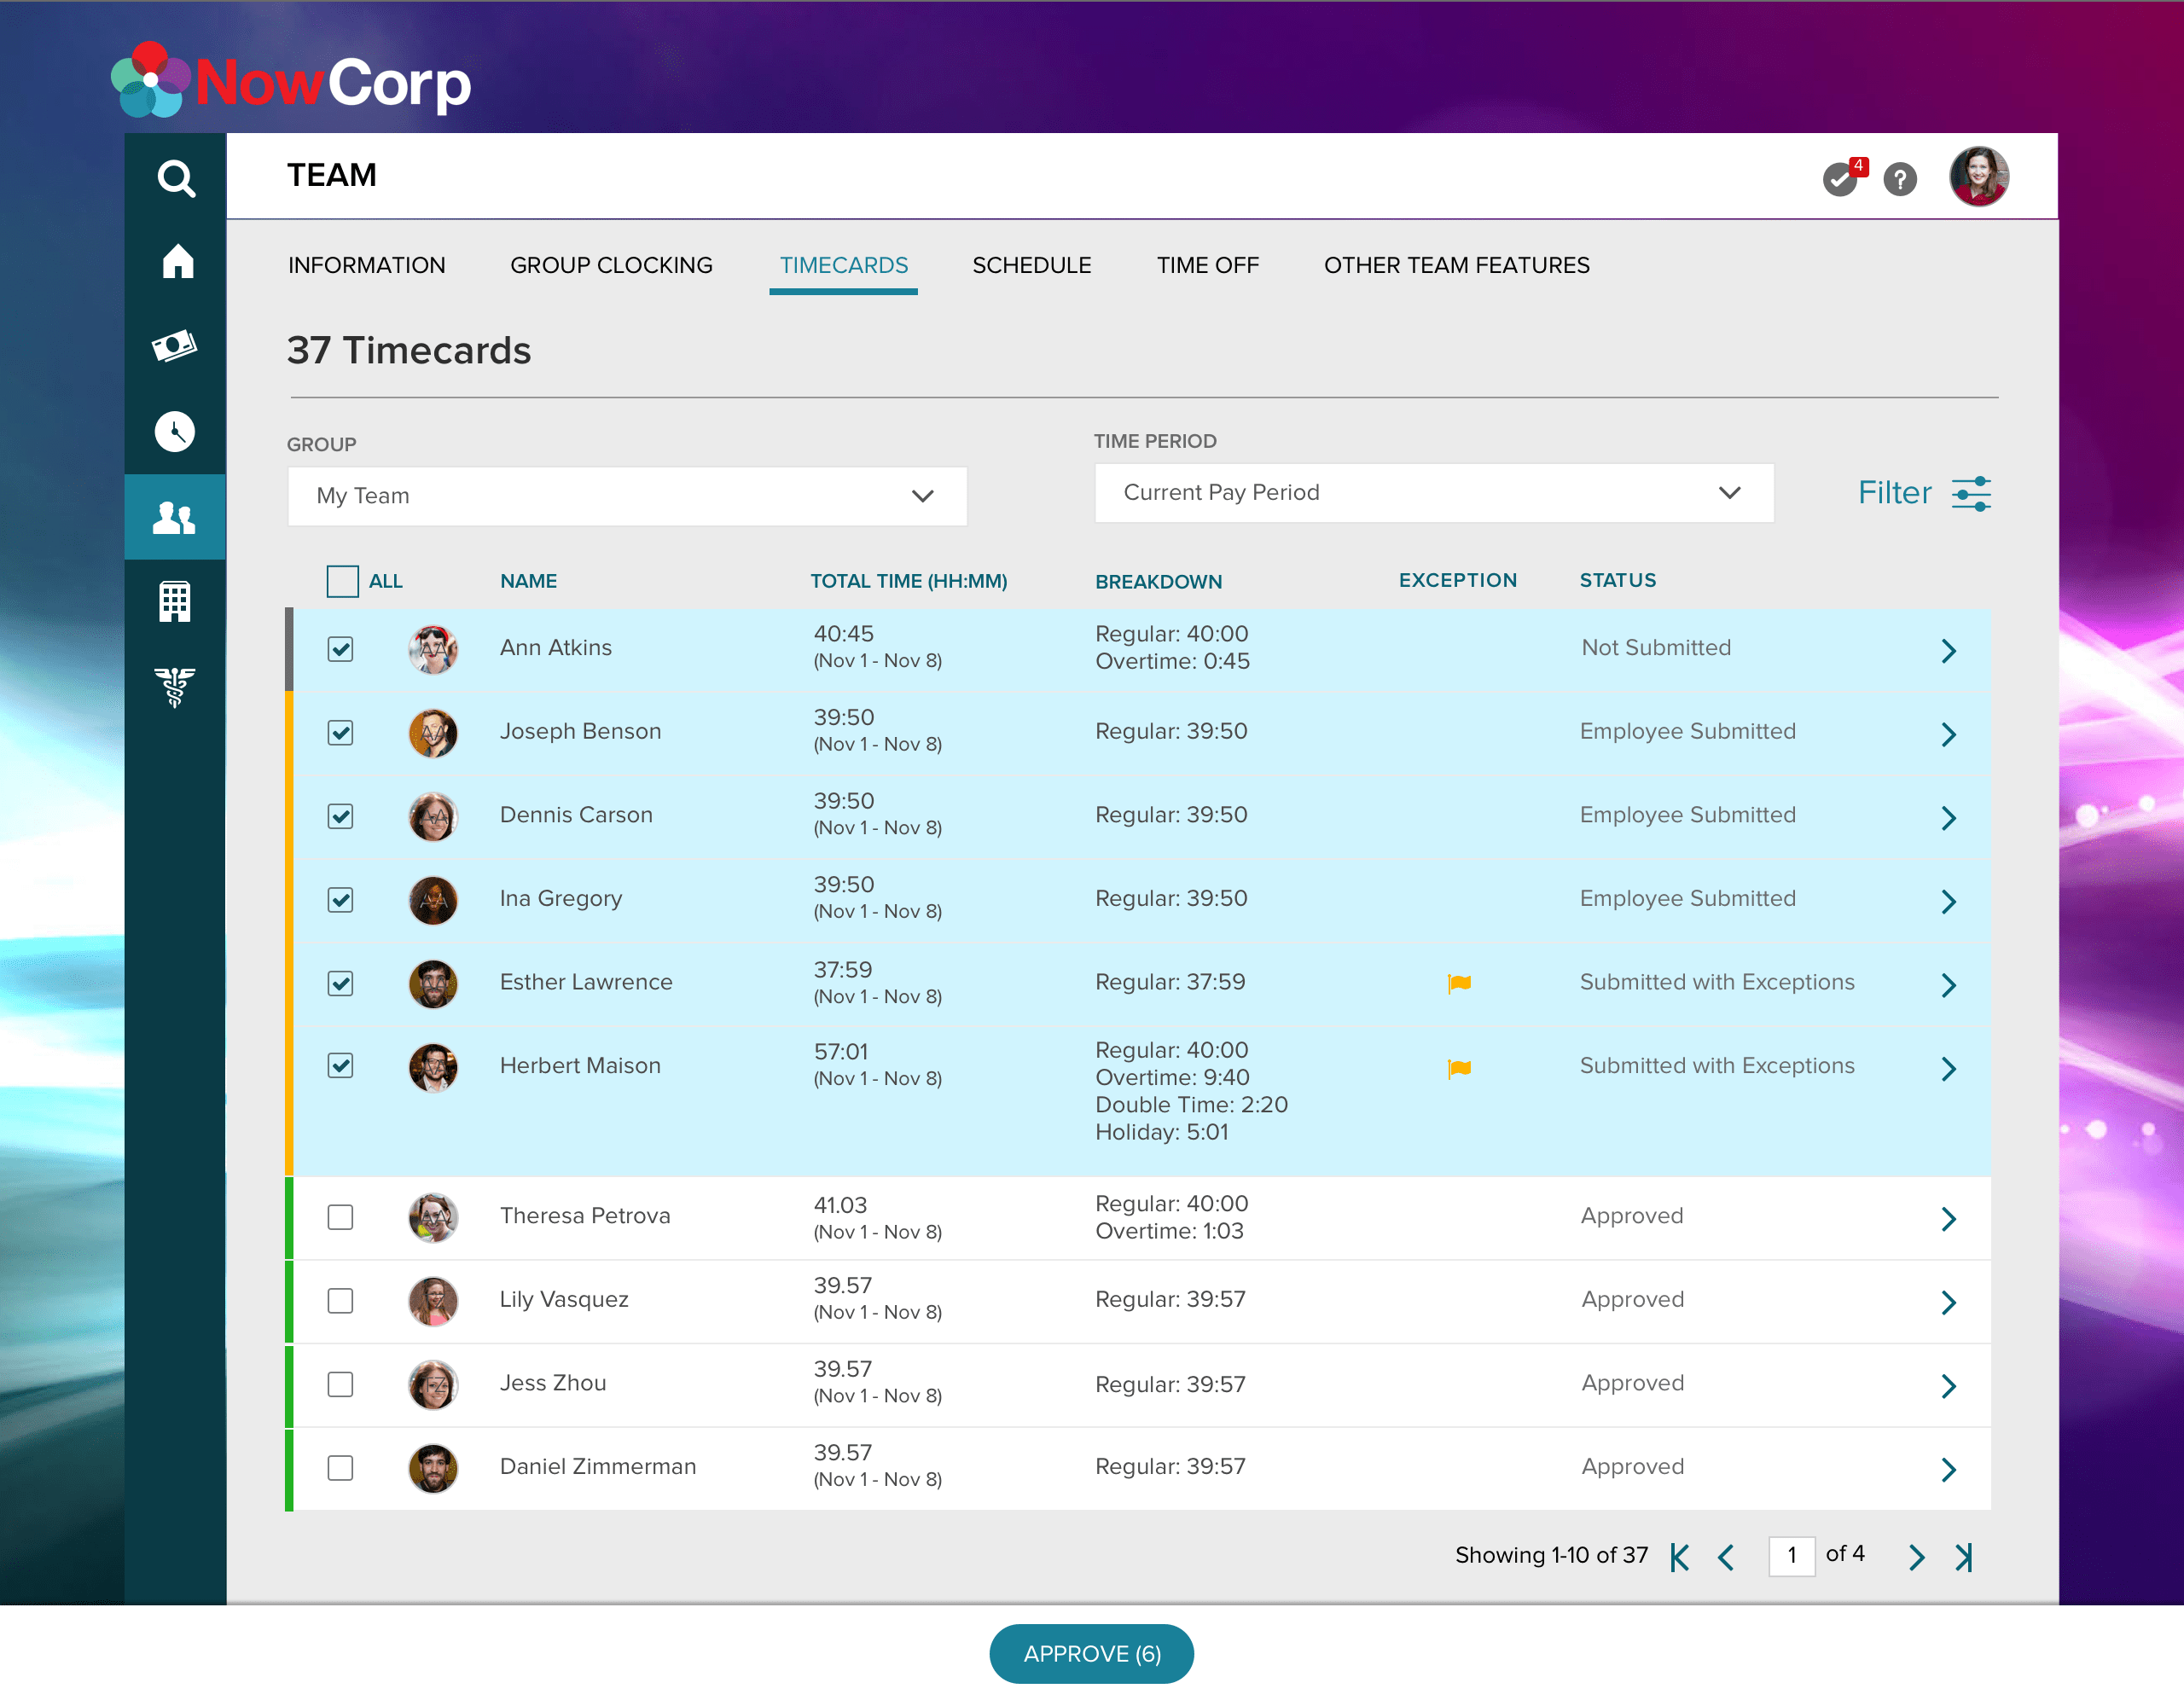 NowCorp
TEAM
4
?
INFORMATION GROUP CLOCKING TIMECARDS SCHEDULE TIME OFF OTHER TEAM FEATURES
37 Timecards
GROUP
My Team
TIME PERIOD
Current Pay Period
Filter
ALL NAME TOTAL TIME (HH:MM) BREAKDOWN EXCEPTION STATUS
AA
Ann Atkins
40:45
(Nov 1 - Nov 8)
Regular: 40:00
Overtime: 0:45
Not Submitted
AA
Joseph Benson
39:50
(Nov 1 - Nov 8)
Regular: 39:50
Employee Submitted
AA
Dennis Carson
39:50
(Nov 1 - Nov 8)
Regular: 39:50
Employee Submitted
AA
Ina Gregory
39:50
(Nov 1 - Nov 8)
Regular: 39:50
Employee Submitted
Esther Lawrence
37:59
(Nov 1 - Nov 8)
Regular: 37:59
Submitted with Exceptions
Herbert Maison
57:01
(Nov 1 - Nov 8)
Regular: 40:00
Overtime: 9:40
Double Time: 2:20
Holiday: 5:01
Submitted with Exceptions
AA
Theresa Petrova
41.03
(Nov 1 - Nov 8)
Regular: 40:00
Overtime: 1:03
Approved
Lily Vasquez
39.57
(Nov 1 - Nov 8)
Regular: 39:57
Approved
Jess Zhou
39.57
(Nov 1 - Nov 8)
Regular: 39:57
Approved
Daniel Zimmerman
39.57
(Nov 1 - Nov 8)
Regular: 39:57
Approved
Showing 1-10 of 37
1 of 4
APPROVE (6)